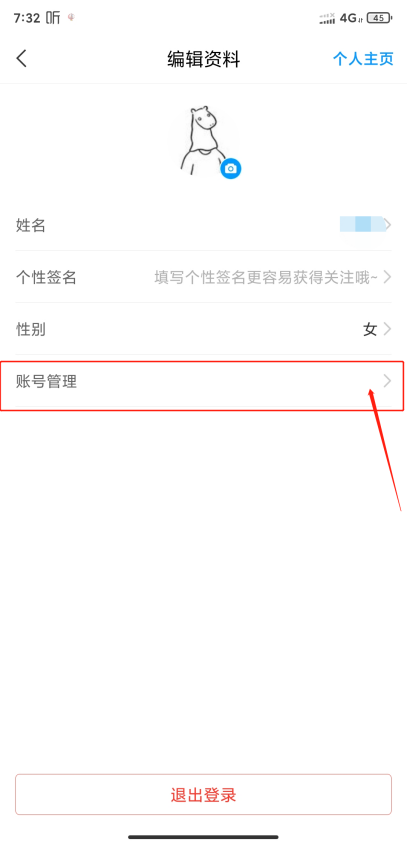 7:32 听 4G 45
编辑资料 个人主页
姓名
个性签名 填写个性签名更容易获得关注哦~
性别 女
账号管理
退出登录